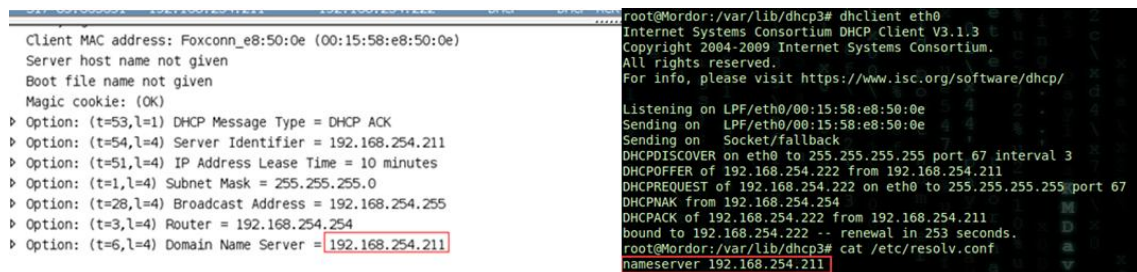 Client MAC address: Foxconn_e8:50:0e (00:15:58:e8:50:0e)
Server host name not given
Boot file name not given
Magic cookie: (OK)
Option: (t=53,l=1) DHCP Message Type = DHCP ACK
Option: (t=54,l=4) Server Identifier = 192.168.254.211
Option: (t=51,l=4) IP Address Lease Time = 10 minutes
Option: (t=1,l=4) Subnet Mask = 255.255.255.0
Option: (t=28,l=4) Broadcast Address = 192.168.254.255
Option: (t=3,l=4) Router = 192.168.254.254
Option: (t=6,l=4) Domain Name Server = 192.168.254.211
root@Mordor:/var/lib/dhcp3# dhclient eth0
Internet Systems Consortium DHCP Client V3.1.3
Copyright 2004-2009 Internet Systems Consortium.
All rights reserved.
For info, please visit https://www.isc.org/software/dhcp/
Listening on LPF/eth0/00:15:58:e8:50:0e
Sending on LPF/eth0/00:15:58:e8:50:0e
Sending on Socket/fallback
DHCPDISCOVER on eth0 to 255.255.255.255 port 67 interval 3
DHCPOFFER of 192.168.254.222 from 192.168.254.211
DHCPREQUEST of 192.168.254.222 on eth0 to 255.255.255.255 port 67
DHCPNAK from 192.168.254.254
DHCPACK of 192.168.254.222 from 192.168.254.211
bound to 192.168.254.222 -- renewal in 253 seconds.
root@Mordor:/var/lib/dhcp3# cat /etc/resolv.conf
nameserver 192.168.254.211